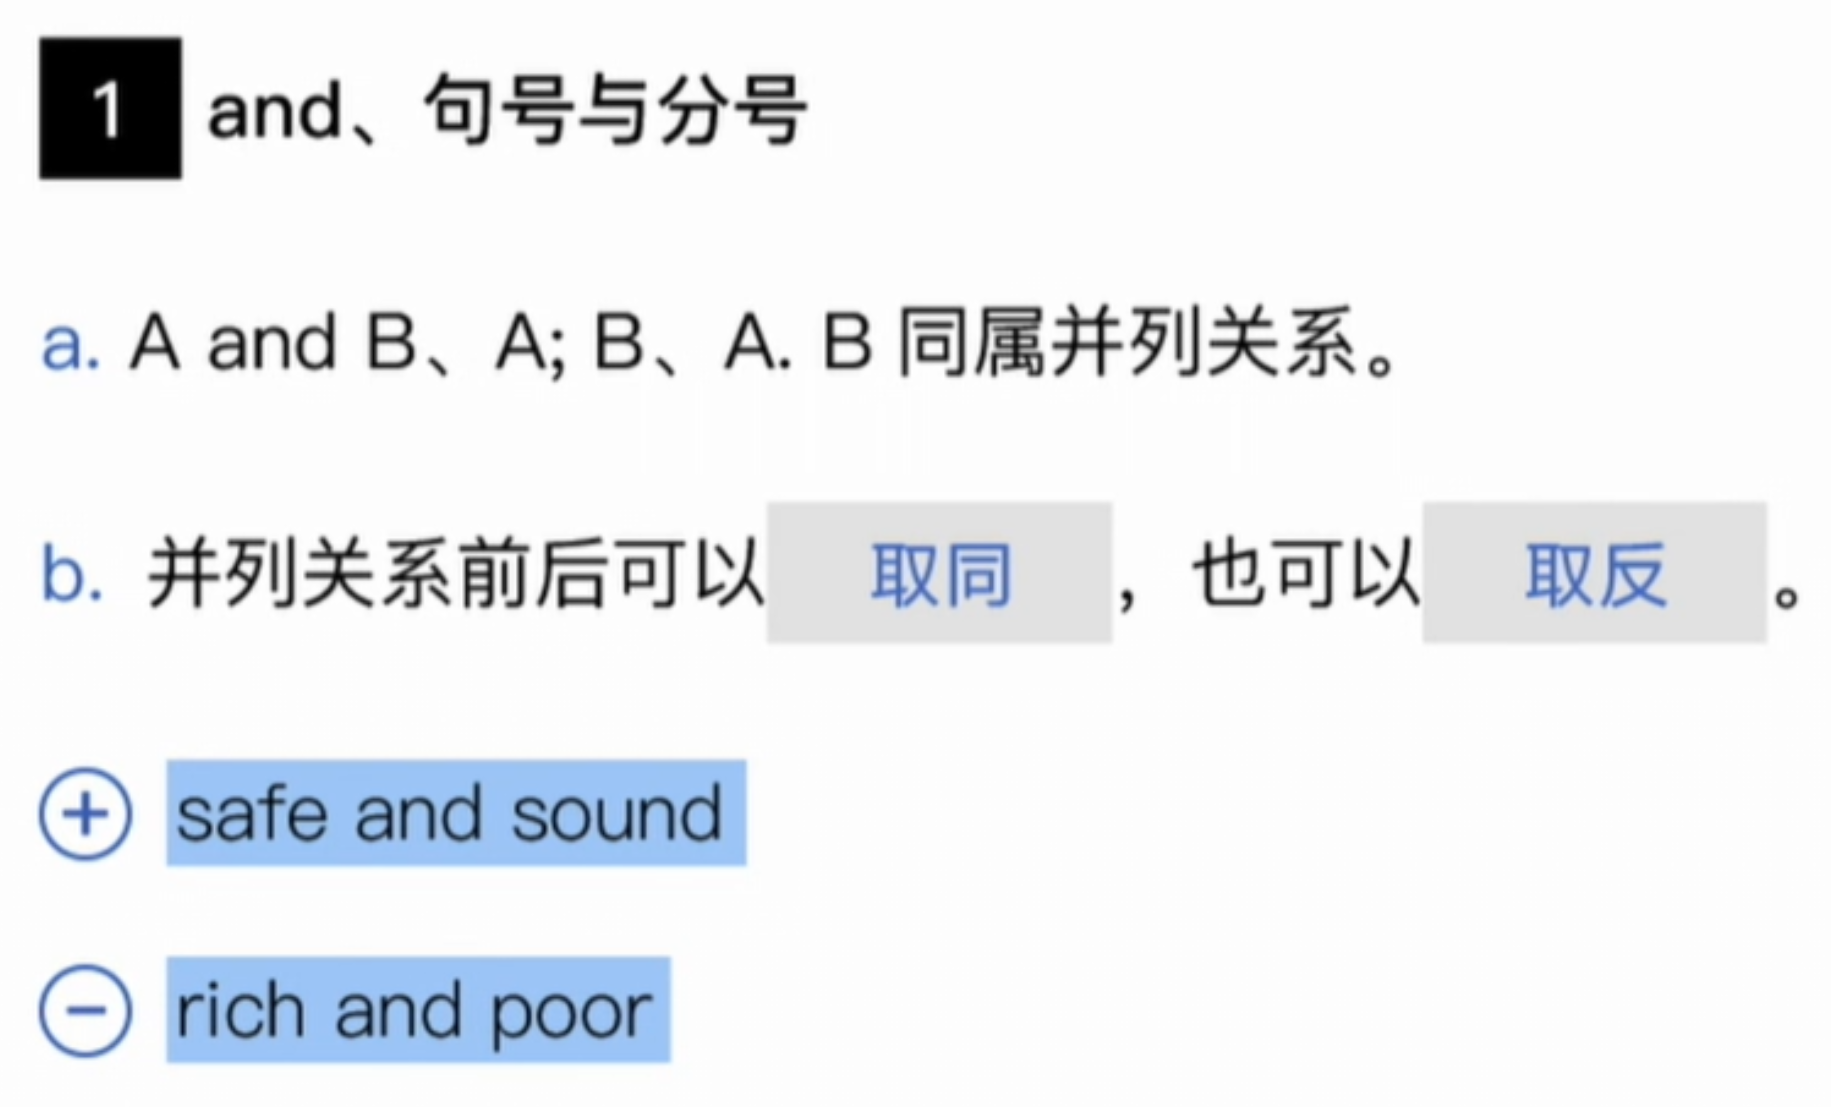 1 and、句号与分号
a. A and B、A; B、A. B 同属并列关系。
b. 并列关系前后可以 取同 ，也可以 取反 。
+ safe and sound
− rich and poor